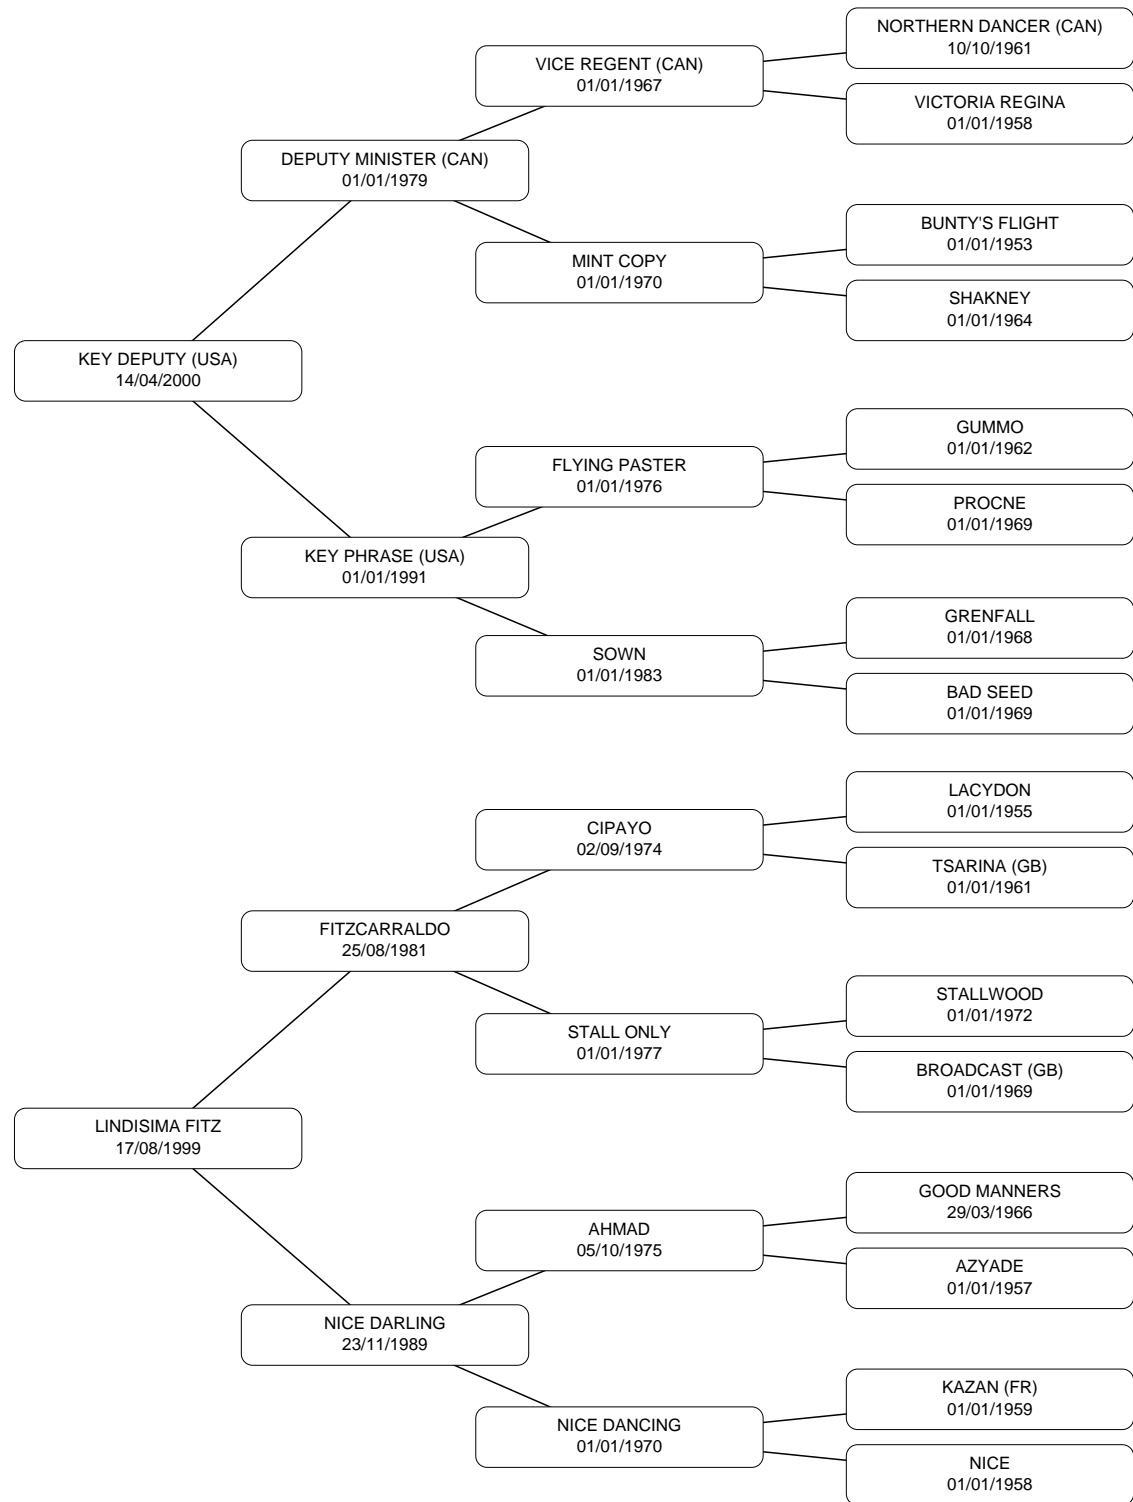 NORTHERN DANCER (CAN)
10/10/1961
VICE REGENT (CAN)
01/01/1967
VICTORIA REGINA
01/01/1958
DEPUTY MINISTER (CAN)
01/01/1979
BUNTY'S FLIGHT
01/01/1953
MINT COPY
01/01/1970
SHAKNEY
01/01/1964
KEY DEPUTY (USA)
14/04/2000
GUMMO
01/01/1962
FLYING PASTER
01/01/1976
PROCNE
01/01/1969
KEY PHRASE (USA)
01/01/1991
GRENFALL
01/01/1968
SOWN
01/01/1983
BAD SEED
01/01/1969
LACYDON
01/01/1955
CIPAYO
02/09/1974
TSARINA (GB)
01/01/1961
FITZCARRALDO
25/08/1981
STALLWOOD
01/01/1972
STALL ONLY
01/01/1977
BROADCAST (GB)
01/01/1969
LINDISIMA FITZ
17/08/1999
GOOD MANNERS
29/03/1966
AHMAD
05/10/1975
AZYADE
01/01/1957
NICE DARLING
23/11/1989
KAZAN (FR)
01/01/1959
NICE DANCING
01/01/1970
NICE
01/01/1958